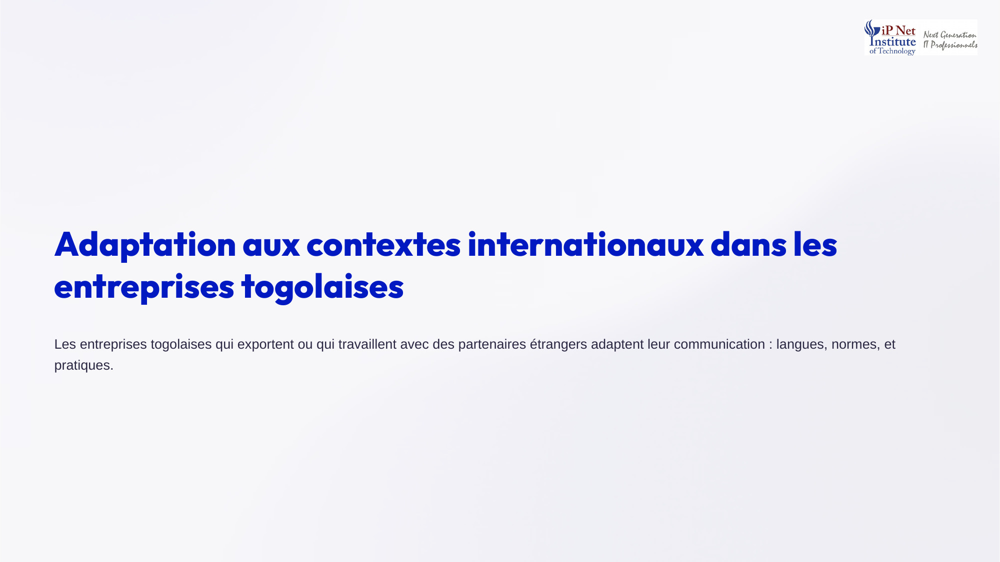 iP Net
Institute
of Technology
Next Generation
IT Professionnels
Adaptation aux contextes internationaux dans les
entreprises togolaises
Les entreprises togolaises qui exportent ou qui travaillent avec des partenaires étrangers adaptent leur communication : langues, normes, et
pratiques.